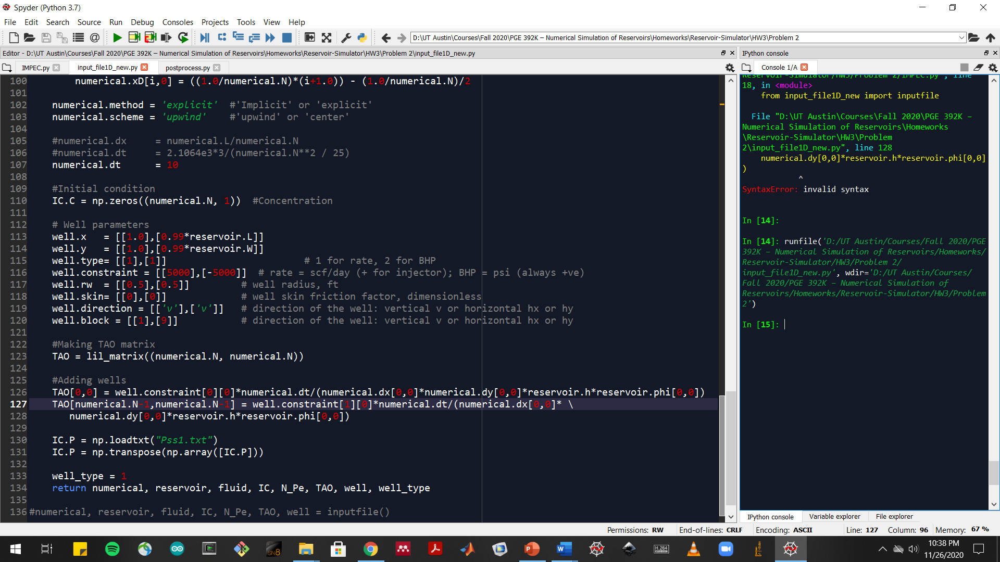 Spyder (Python 3.7)
File Edit Search Source Run Debug Consoles Projects Tools View Help
D:\UT Austin\Courses\Fall 2020\PGE 392K – Numerical Simulation of Reservoirs\Homeworks\Reservoir-Simulator\HW3\Problem 2
Editor - D:\UT Austin\Courses\Fall 2020\PGE 392K – Numerical Simulation of Reservoirs\Homeworks\Reservoir-Simulator\HW3\Problem 2\input_file1D_new.py
IMPEC.py input_file1D_new.py postprocess.py
100 numerical.xD[i,0] = ((1.0/numerical.N)*(i+1.0)) - (1.0/numerical.N)/2
101
102 numerical.method = 'explicit' #'Implicit' or 'explicit'
103 numerical.scheme = 'upwind' #'upwind' or 'center'
104
105 #numerical.dx = numerical.L/numerical.N
106 #numerical.dt = 2.1064e3*3/(numerical.N**2 / 25)
107 numerical.dt = 10
108
109 #Initial condition
110 IC.C = np.zeros((numerical.N, 1)) #Concentration
111
112 # Well parameters
113 well.x = [[1.0],[0.99*reservoir.L]]
114 well.y = [[1.0],[0.99*reservoir.W]]
115 well.type= [[1],[1]] # 1 for rate, 2 for BHP
116 well.constraint = [[5000],[-5000]] # rate = scf/day (+ for injector); BHP = psi (always +ve)
117 well.rw = [[0.5],[0.5]] # well radius, ft
118 well.skin= [[0],[0]] # well skin friction factor, dimensionless
119 well.direction = [['v'],['v']] # direction of the well: vertical v or horizontal hx or hy
120 well.block = [[1],[9]] # direction of the well: vertical v or horizontal hx or hy
121
122 #Making TAO matrix
123 TAO = lil_matrix((numerical.N, numerical.N))
124
125 #Adding wells
126 TAO[0,0] = well.constraint[0][0]*numerical.dt/(numerical.dx[0,0]*numerical.dy[0,0]*reservoir.h*reservoir.phi[0,0])
127 TAO[numerical.N-1,numerical.N-1] = well.constraint[1][0]*numerical.dt/(numerical.dx[0,0]* \
128 numerical.dy[0,0]*reservoir.h*reservoir.phi[0,0])
129
130 IC.P = np.loadtxt("Pss1.txt")
131 IC.P = np.transpose(np.array([IC.P]))
132
133 well_type = 1
134 return numerical, reservoir, fluid, IC, N_Pe, TAO, well, well_type
135
136 #numerical, reservoir, fluid, IC, N_Pe, TAO, well = inputfile()
IPython console
Console 1/A
Reservoir-Simulator/HW3/Problem 2/IMPEC.py", line
18, in <module>
from input_file1D_new import inputfile
File "D:\UT Austin\Courses\Fall 2020\PGE 392K –
Numerical Simulation of Reservoirs\Homeworks
\Reservoir-Simulator\HW3\Problem
2\input_file1D_new.py", line 128
numerical.dy[0,0]*reservoir.h*reservoir.phi[0,0]
)
^
SyntaxError: invalid syntax
In [14]:
In [14]: runfile('D:/UT Austin/Courses/Fall 2020/PGE
392K – Numerical Simulation of Reservoirs/Homeworks/
Reservoir-Simulator/HW3/Problem 2/
input_file1D_new.py', wdir='D:/UT Austin/Courses/
Fall 2020/PGE 392K – Numerical Simulation of
Reservoirs/Homeworks/Reservoir-Simulator/HW3/Problem
2')
In [15]:
IPython console Variable explorer File explorer
Permissions: RW End-of-lines: CRLF Encoding: ASCII Line: 127 Column: 96 Memory: 67 %
SN8
H.264
10:38 PM
11/26/2020